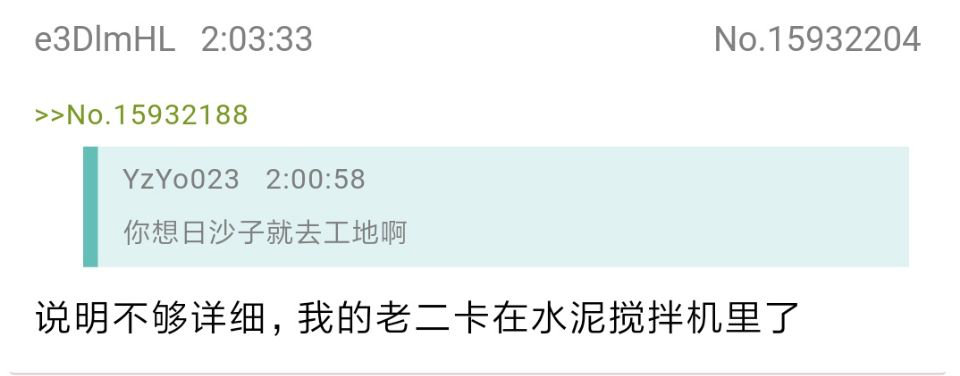 e3DlmHL 2:03:33 No.15932204
>>No.15932188
YzYo023 2:00:58
你想日沙子就去工地啊
说明不够详细，我的老二卡在水泥搅拌机里了